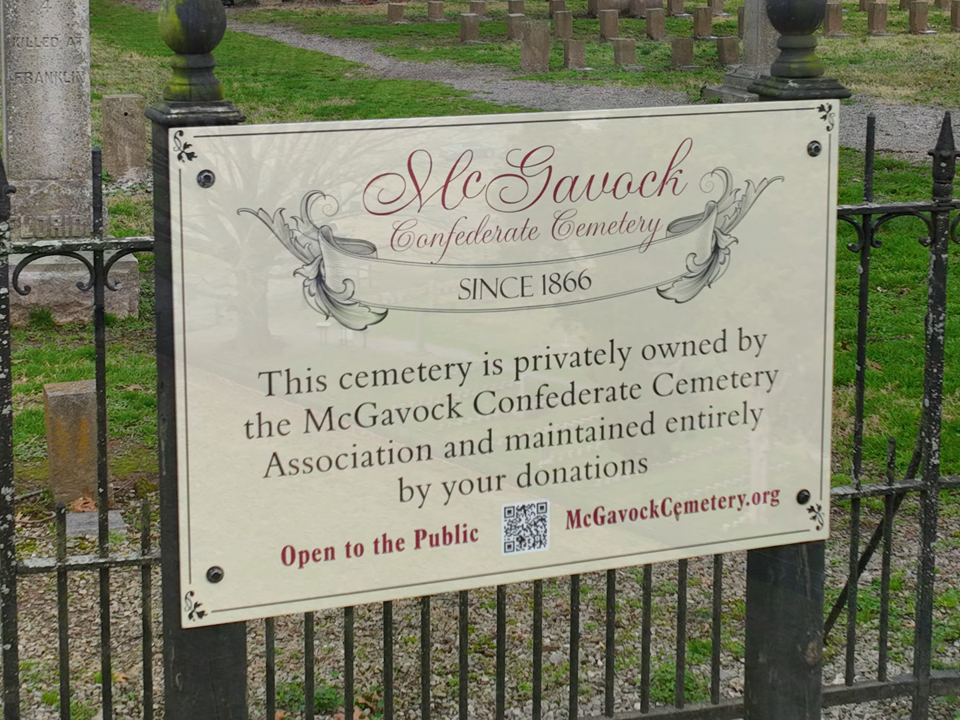 4
KILLED AT
FRANKLIN
McGavock
Confederate Cemetery
SINCE 1866
This cemetery is privately owned by
the McGavock Confederate Cemetery
Association and maintained entirely
by your donations
Open to the Public
McGavockCemetery.org